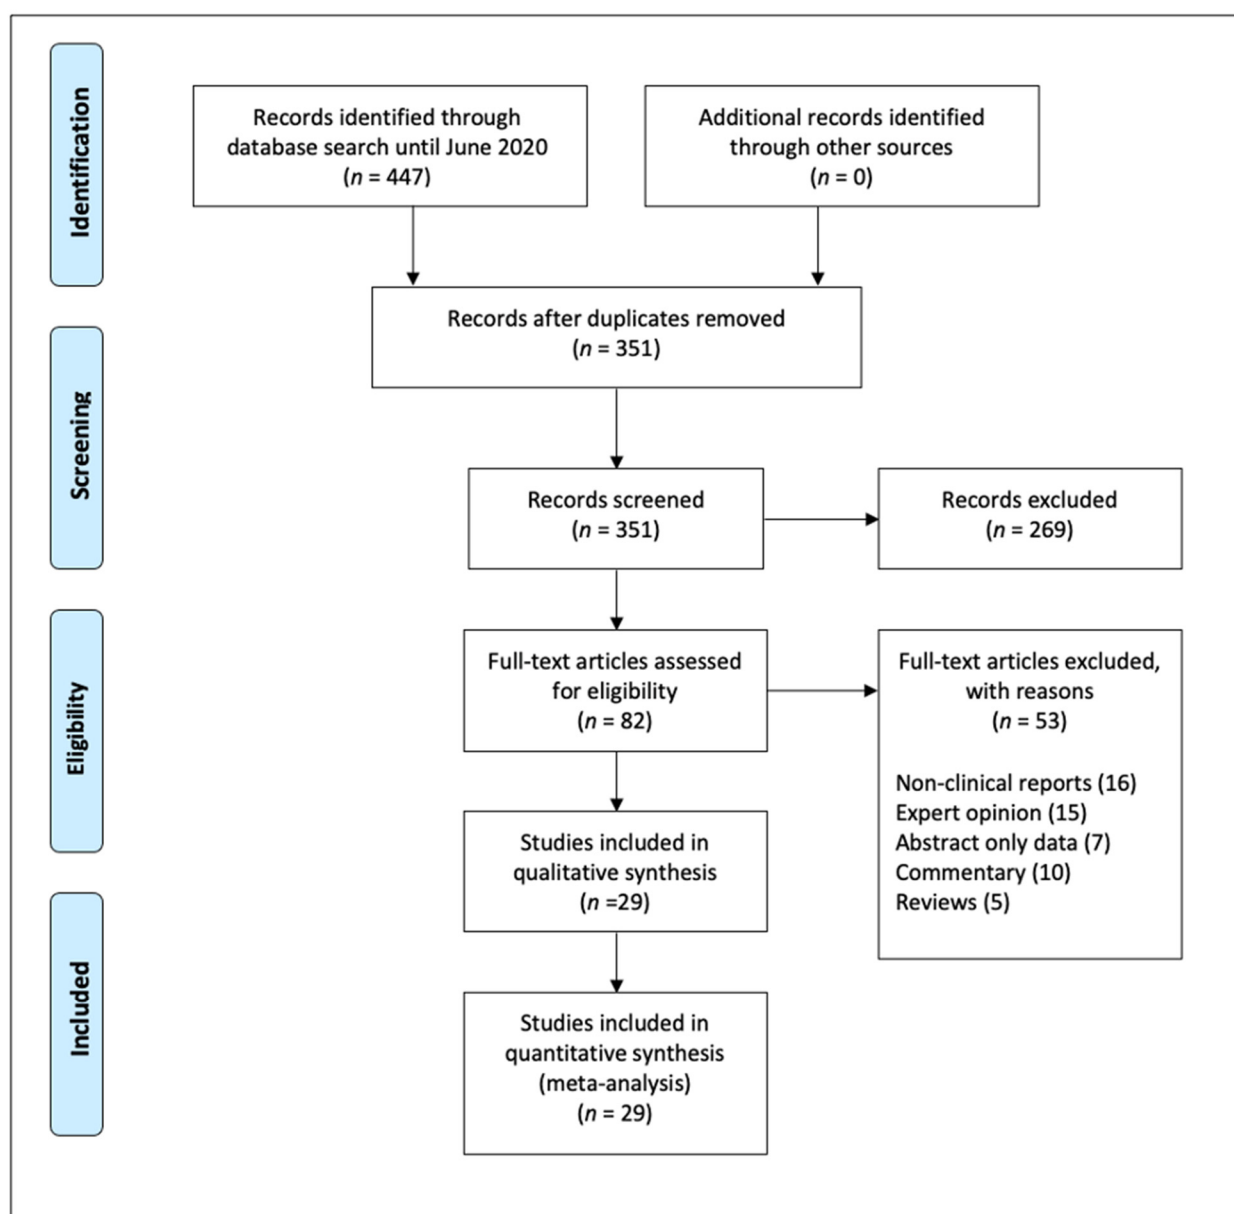 Identification
Records identified through
database search until June 2020
(n = 447)
Additional records identified
through other sources
(n = 0)
Records after duplicates removed
(n = 351)
Screening
Records screened
(n = 351)
Records excluded
(n = 269)
Eligibility
Full-text articles assessed
for eligibility
(n = 82)
Full-text articles excluded,
with reasons
(n = 53)
Non-clinical reports (16)
Expert opinion (15)
Abstract only data (7)
Commentary (10)
Reviews (5)
Studies included in
qualitative synthesis
(n =29)
Included
Studies included in
quantitative synthesis
(meta-analysis)
(n = 29)